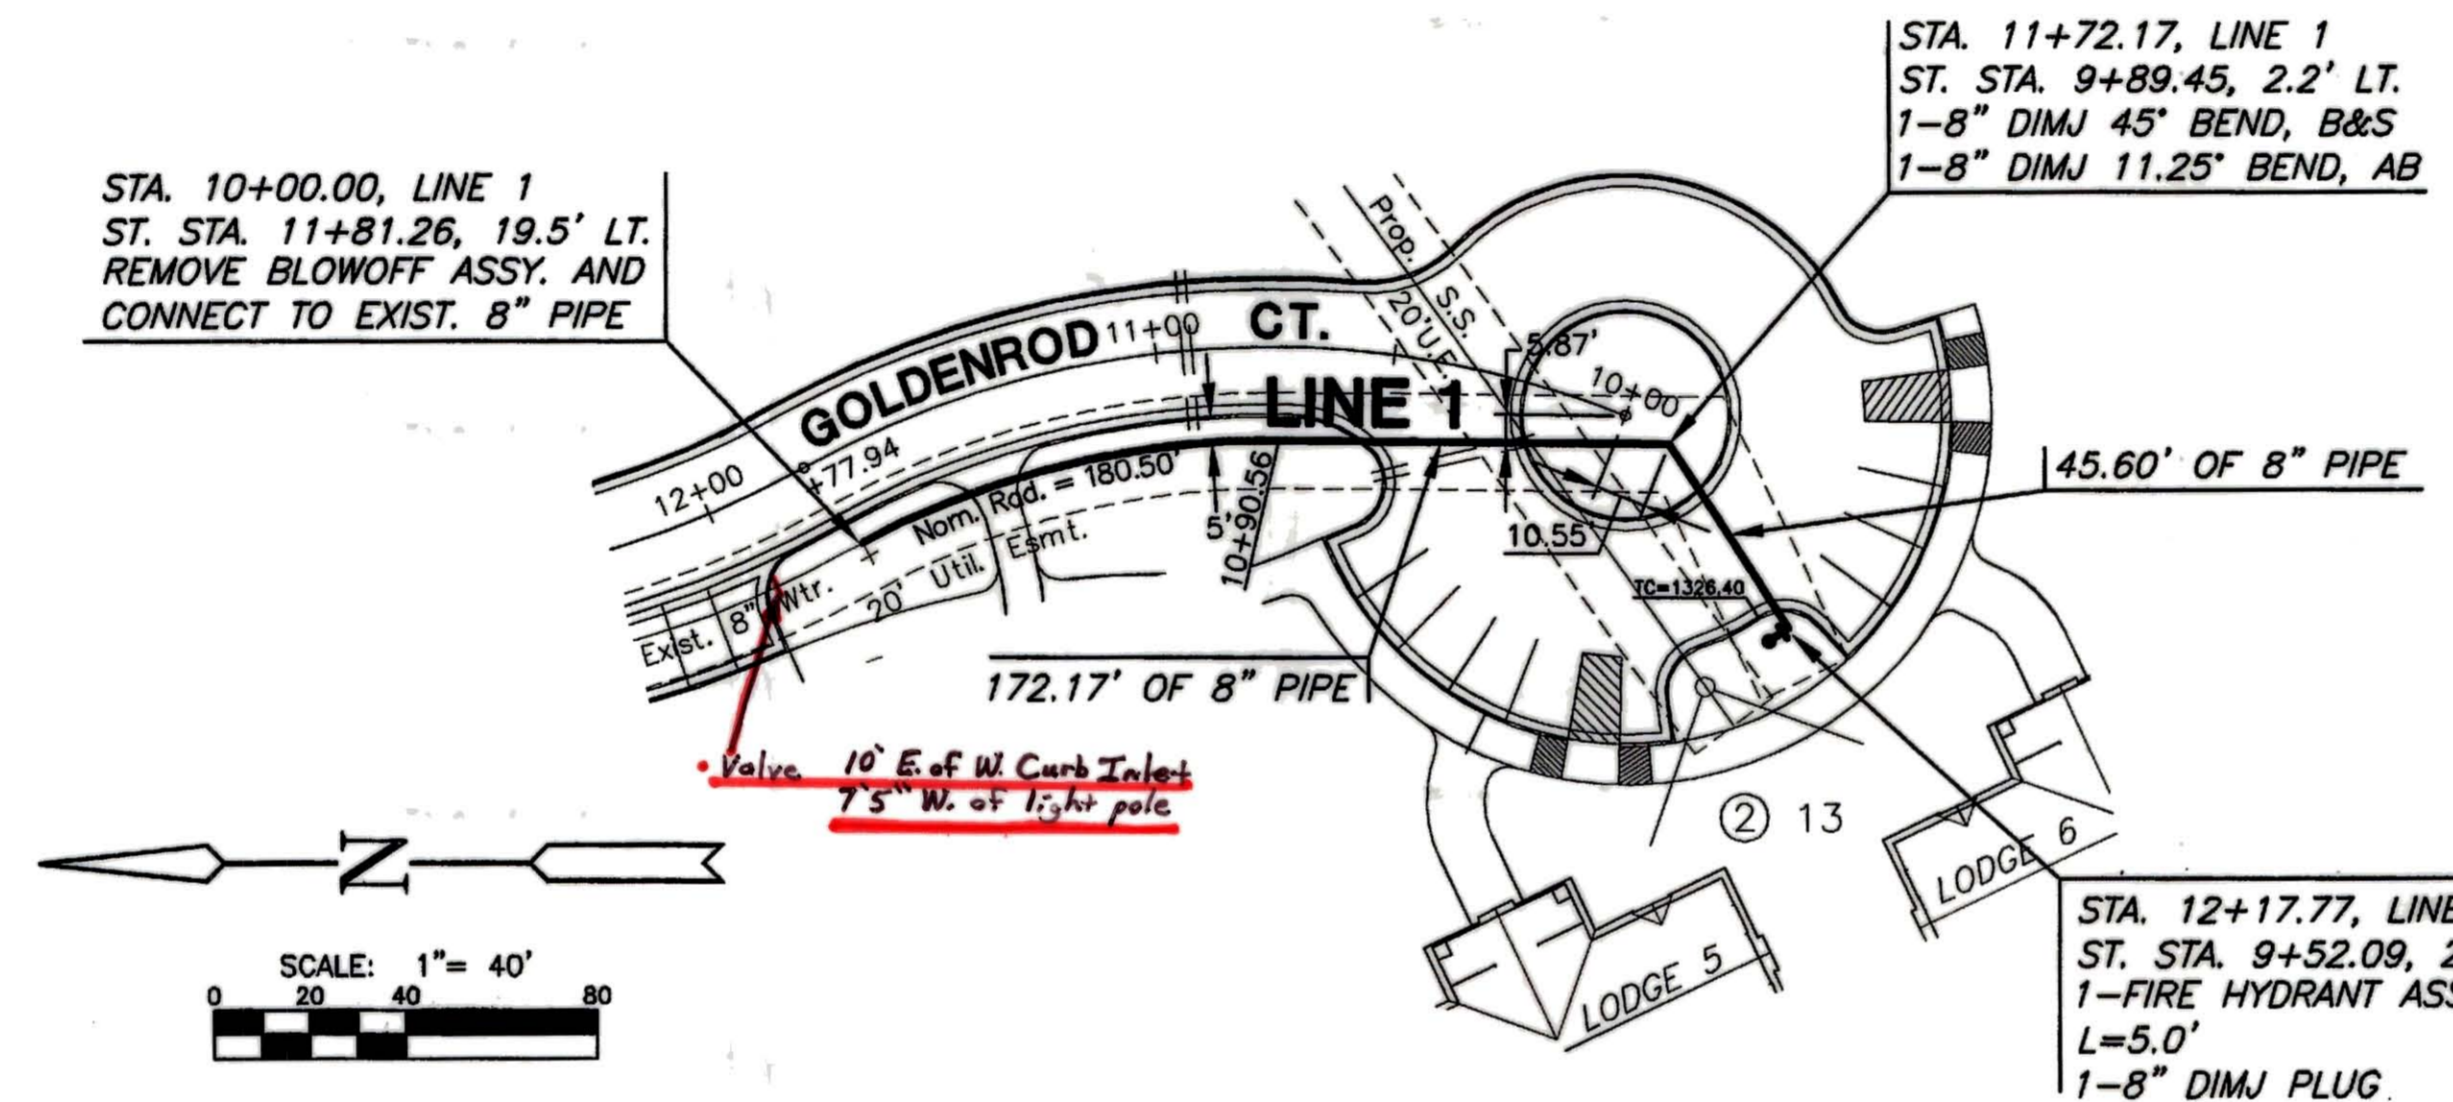 STA. 11+72.17, LINE 1
ST. STA. 9+89.45, 2.2' LT.
1-8" DIMJ 45° BEND, B&S
1-8" DIMJ 11.25° BEND, AB
STA. 10+00.00, LINE 1
ST. STA. 11+81.26, 19.5' LT.
REMOVE BLOWOFF ASSY. AND
CONNECT TO EXIST. 8" PIPE
Prop. S.S.
20' U.E.
GOLDENROD CT.
11+00
LINE 1
5.87'
10+00
12+00
+77.94
45.60' OF 8" PIPE
Nom. Rad. = 180.50'
5'
10+90.56
10.55'
20' Util. Esmt.
TC=1326.40
Exist. 8" Wtr.
172.17' OF 8" PIPE
Valve 10' E. of W. Curb Inlet
7'5" W. of light pole
2 13
N
LODGE 6
LODGE 5
STA. 12+17.77, LINE
ST. STA. 9+52.09, 2
1-FIRE HYDRANT ASS
L=5.0'
1-8" DIMJ PLUG
SCALE: 1"= 40'
0 20 40 80